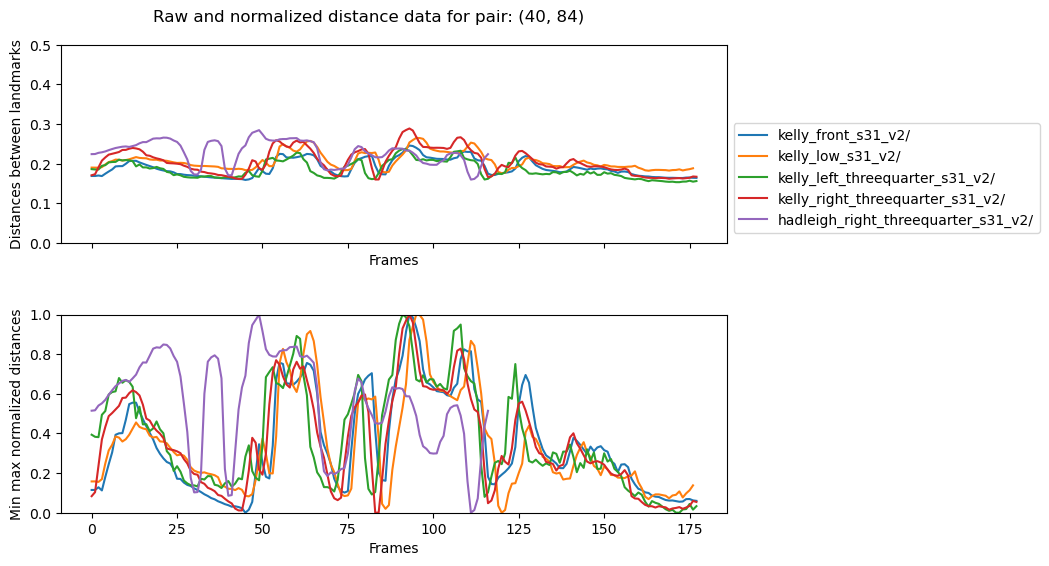 Raw and normalized distance data for pair: (40, 84)
Distances between landmarks
0.5
0.4
0.3
0.2
0.1
0.0
Frames
kelly_front_s31_v2/
kelly_low_s31_v2/
kelly_left_threequarter_s31_v2/
kelly_right_threequarter_s31_v2/
hadleigh_right_threequarter_s31_v2/
Min max normalized distances
1.0
0.8
0.6
0.4
0.2
0.0
0 25 50 75 100 125 150 175
Frames